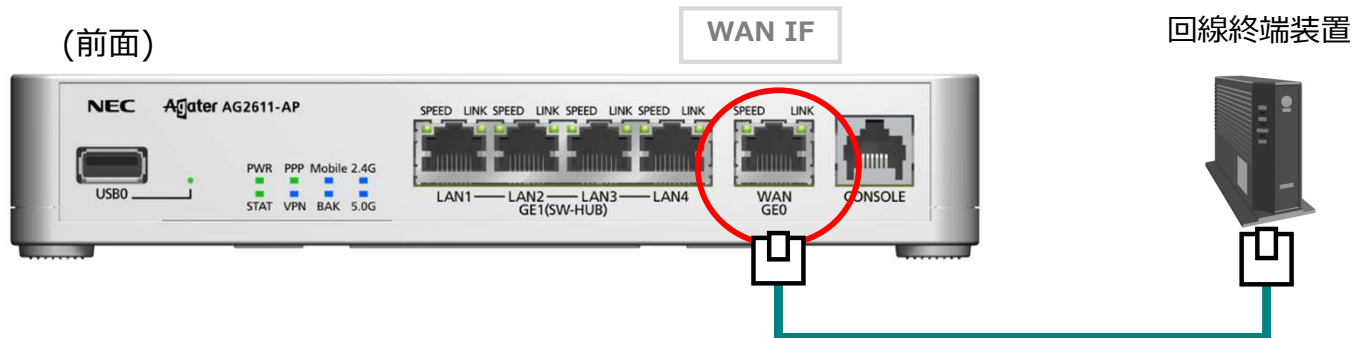 (前面)
WAN IF
回線終端装置
NEC Agater AG2611-AP
SPEED LINK SPEED LINK SPEED LINK SPEED LINK
SPEED LINK
USB0
PWR PPP Mobile 2.4G
STAT VPN BAK 5.0G
LAN1 LAN2 LAN3 LAN4
GE1(SW-HUB)
WAN
GE0
CONSOLE